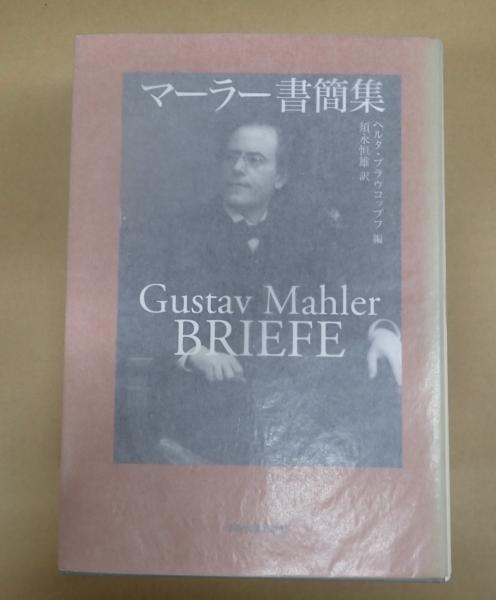 マーラー書簡集
ヘルタ・ブラウコップフ 編
須永恒雄 訳
Gustav Mahler
BRIEFE